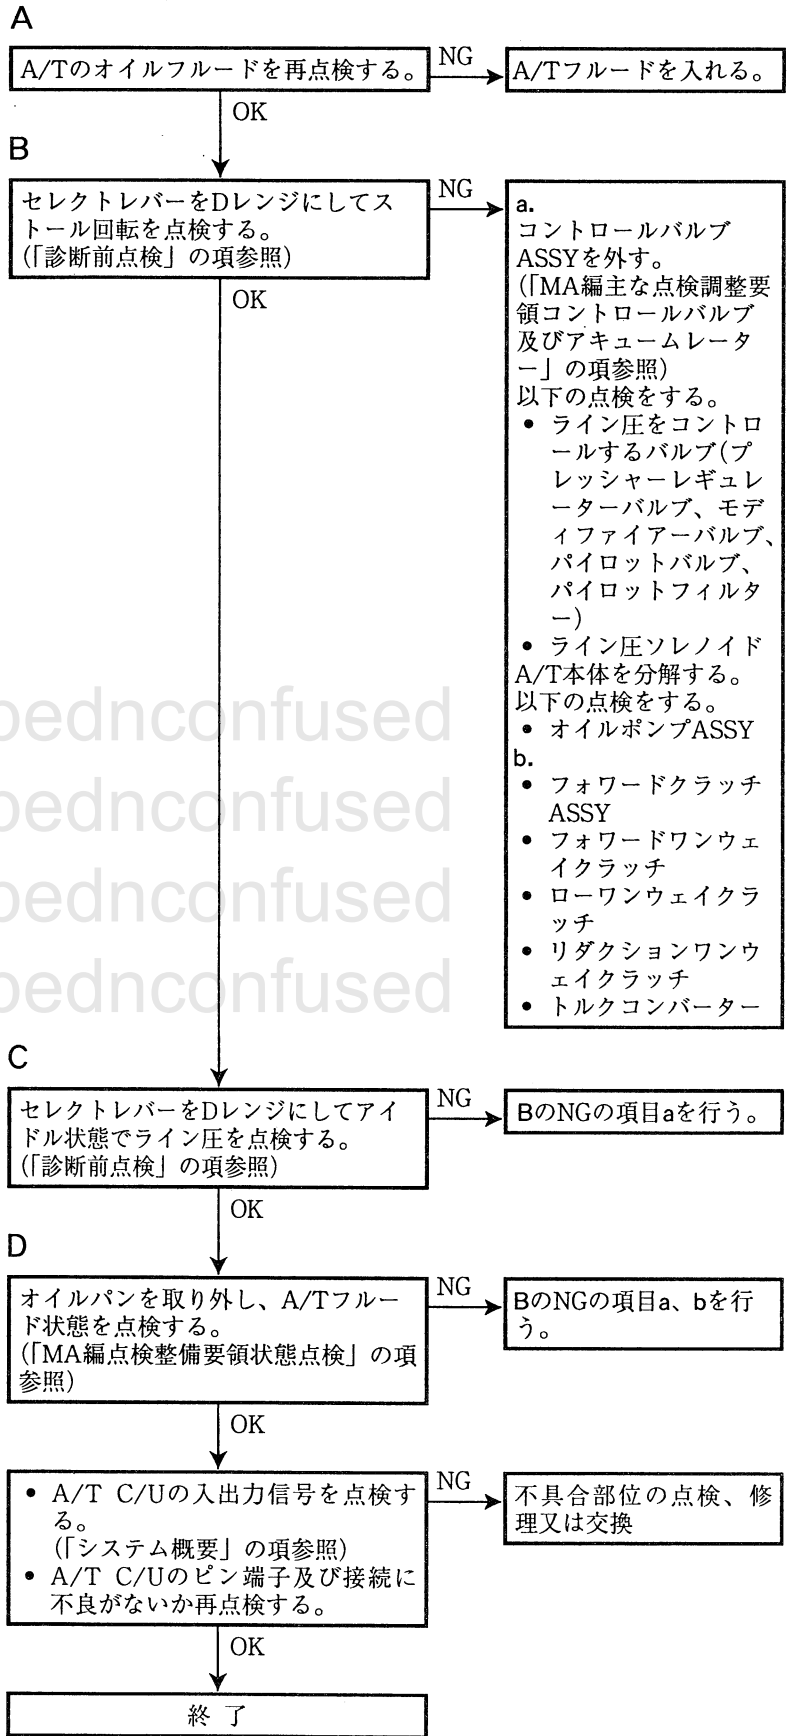 A
A/Tのオイルフルードを再点検する。
NG
A/Tフルードを入れる。
OK
B
セレクトレバーをDレンジにしてス
トール回転を点検する。
(「診断前点検」の項参照)
NG
a.
コントロールバルブ
ASSYを外す。
(「MA編主な点検調整要
領コントロールバルブ
及びアキュームレータ
ー」の項参照)
以下の点検をする。
• ライン圧をコントロ
ールするバルブ(プ
レッシャーレギュレ
ーターバルブ、モデ
ィファイアーバルブ、
パイロットバルブ、
パイロットフィルタ
ー)
• ライン圧ソレノイド
A/T本体を分解する。
以下の点検をする。
• オイルポンプASSY
b.
• フォワードクラッチ
ASSY
• フォワードワンウェ
イクラッチ
• ローワンウェイクラ
ッチ
• リダクションワンウ
ェイクラッチ
• トルクコンバーター
OK
pednconfused
pednconfused
pednconfused
pednconfused
C
セレクトレバーをDレンジにしてアイ
ドル状態でライン圧を点検する。
(「診断前点検」の項参照)
NG
BのNGの項目aを行う。
OK
D
オイルパンを取り外し、A/Tフルー
ド状態を点検する。
(「MA編点検整備要領状態点検」の項
参照)
NG
BのNGの項目a、bを行
う。
OK
• A/T C/Uの入出力信号を点検す
る。
(「システム概要」の項参照)
• A/T C/Uのピン端子及び接続に
不良がないか再点検する。
NG
不具合部位の点検、修
理又は交換
OK
終 了